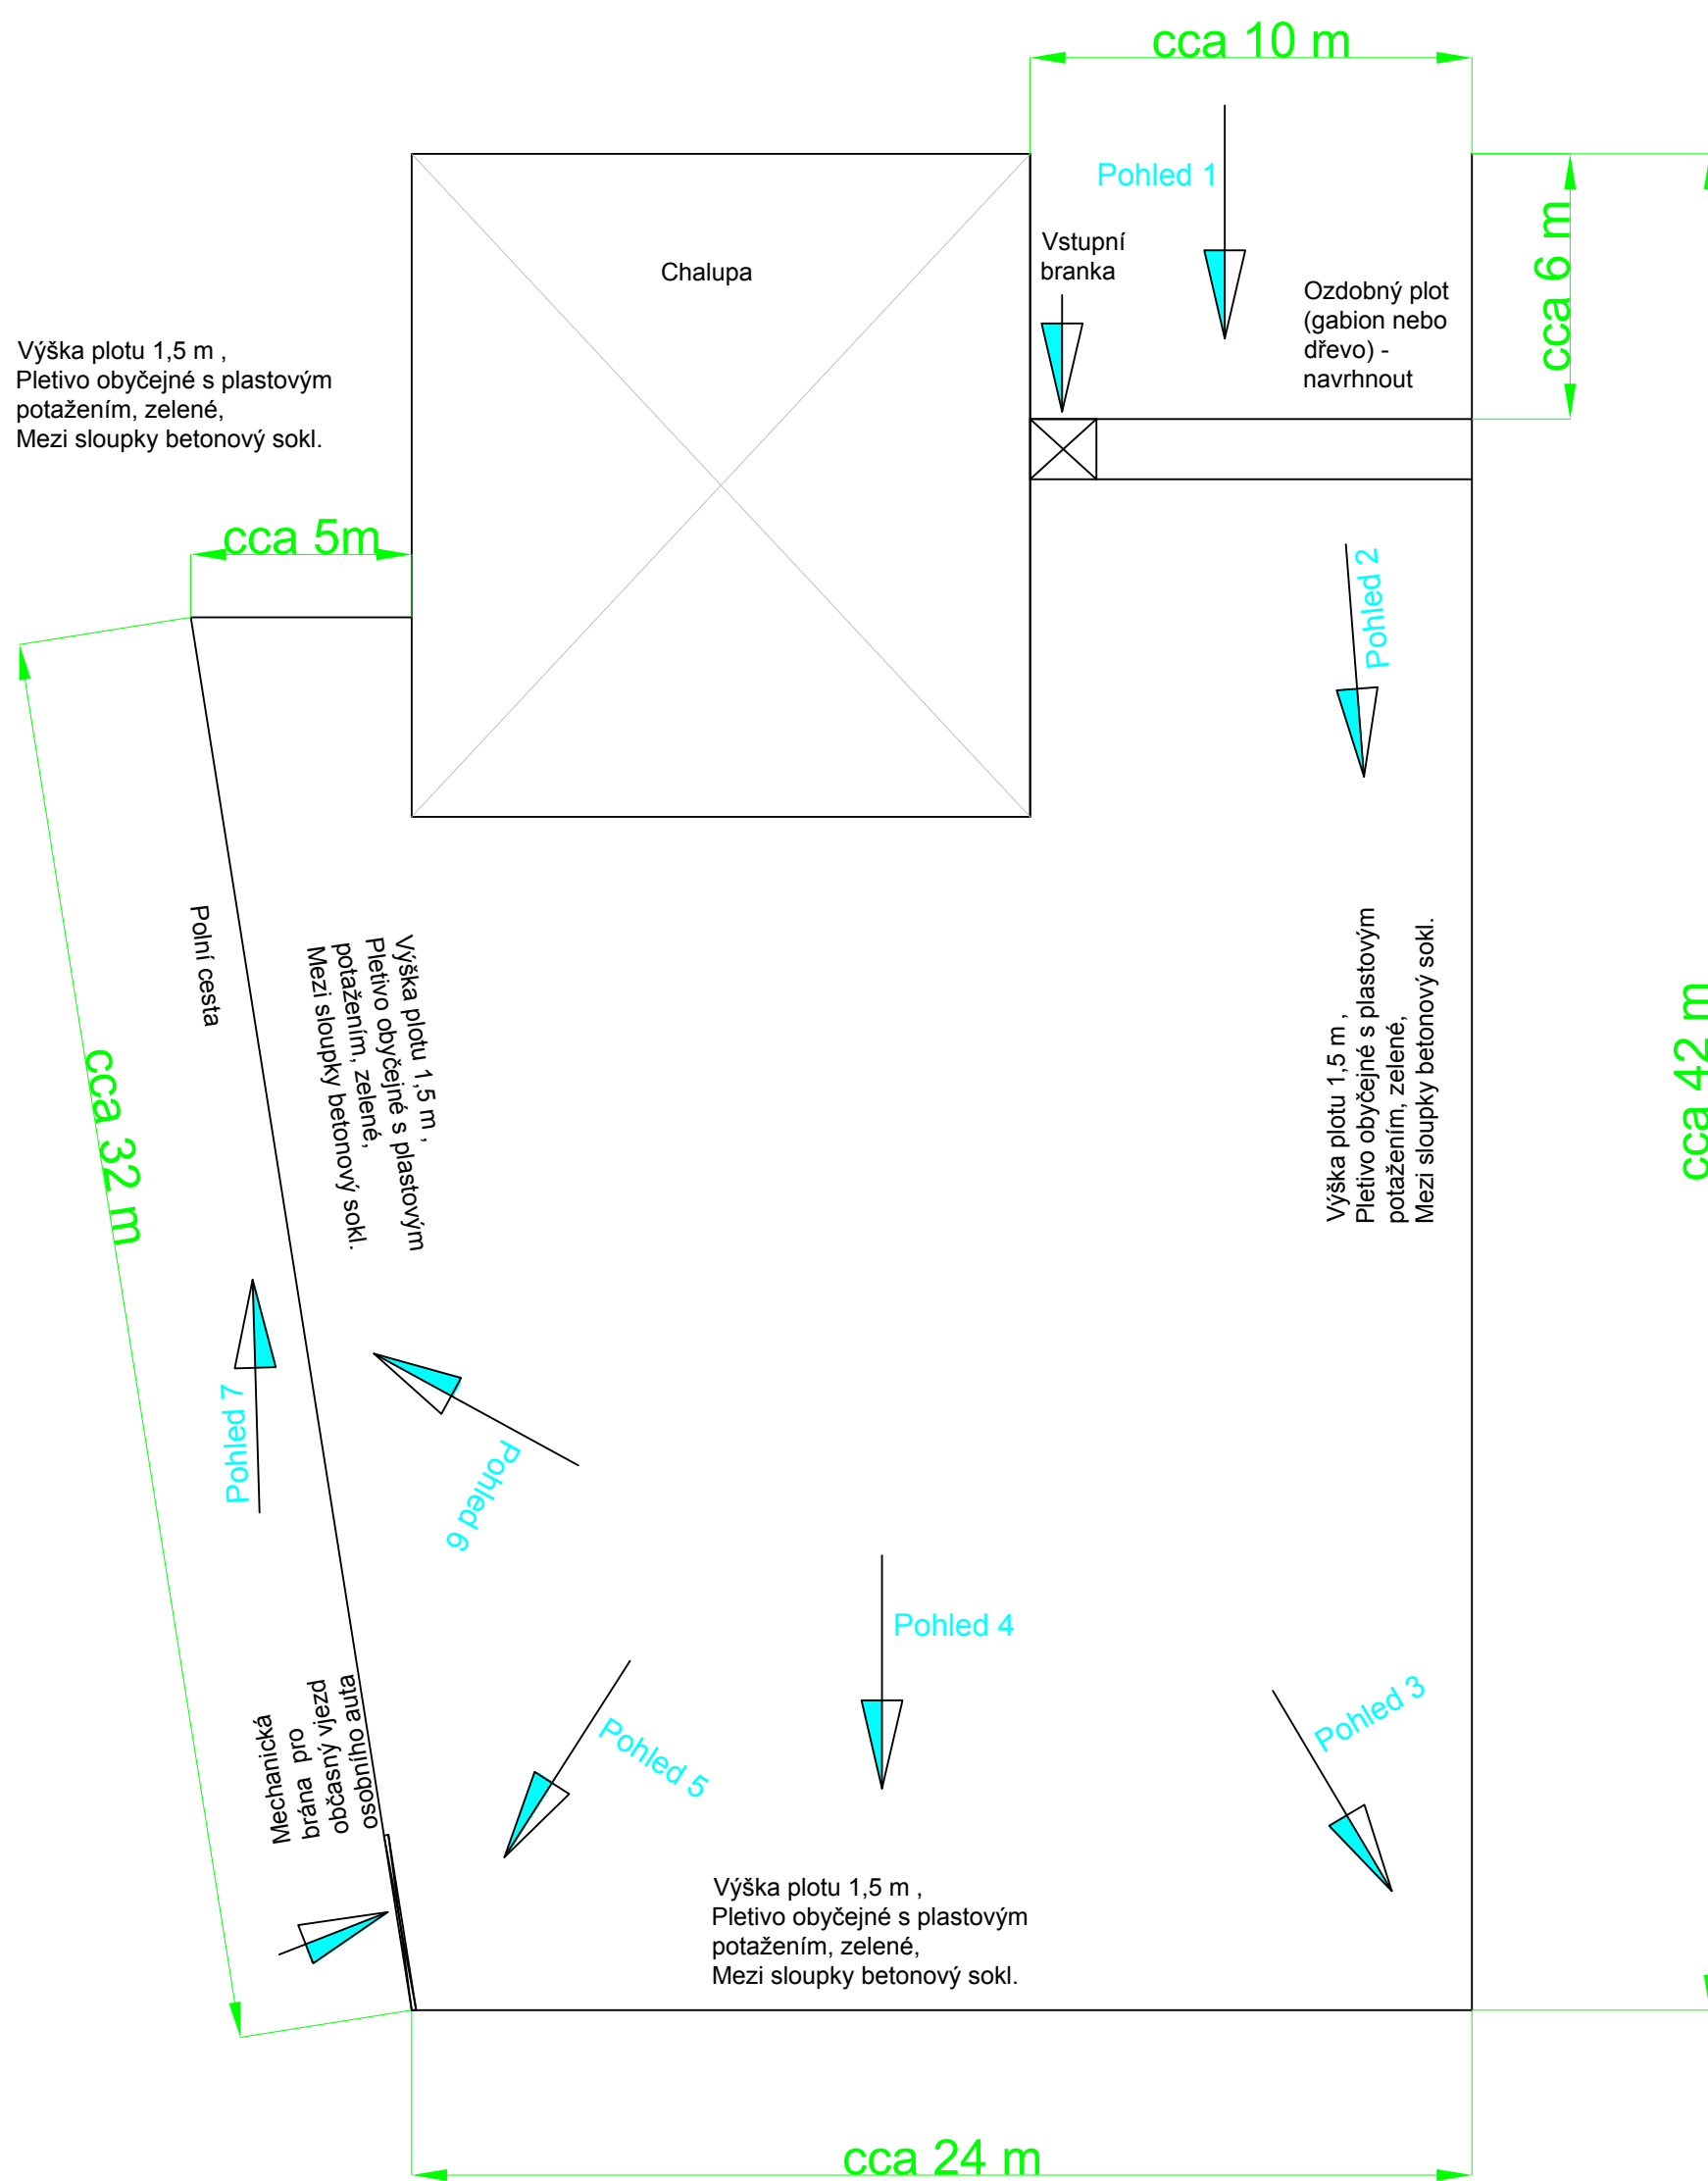 cca 10 m
Pohled 1
Vstupní
branka
Chalupa
Ozdobný plot
(gabion nebo
dřevo) -
navrhnout
cca 6 m
Výška plotu 1,5 m ,
Pletivo obyčejné s plastovým
potažením, zelené,
Mezi sloupky betonový sokl.
cca 5m
Pohled 2
Polní cesta
Výška plotu 1,5 m ,
Pletivo obyčejné s plastovým
potažením, zelené,
Mezi sloupky betonový sokl.
Výška plotu 1,5 m ,
Pletivo obyčejné s plastovým
potažením, zelené,
Mezi sloupky betonový sokl.
cca 42 m
cca 32 m
Pohled 7
Pohled 6
Pohled 4
Pohled 3
Pohled 5
Mechanická
brána pro
občasný vjezd
osobního auta
Výška plotu 1,5 m ,
Pletivo obyčejné s plastovým
potažením, zelené,
Mezi sloupky betonový sokl.
cca 24 m